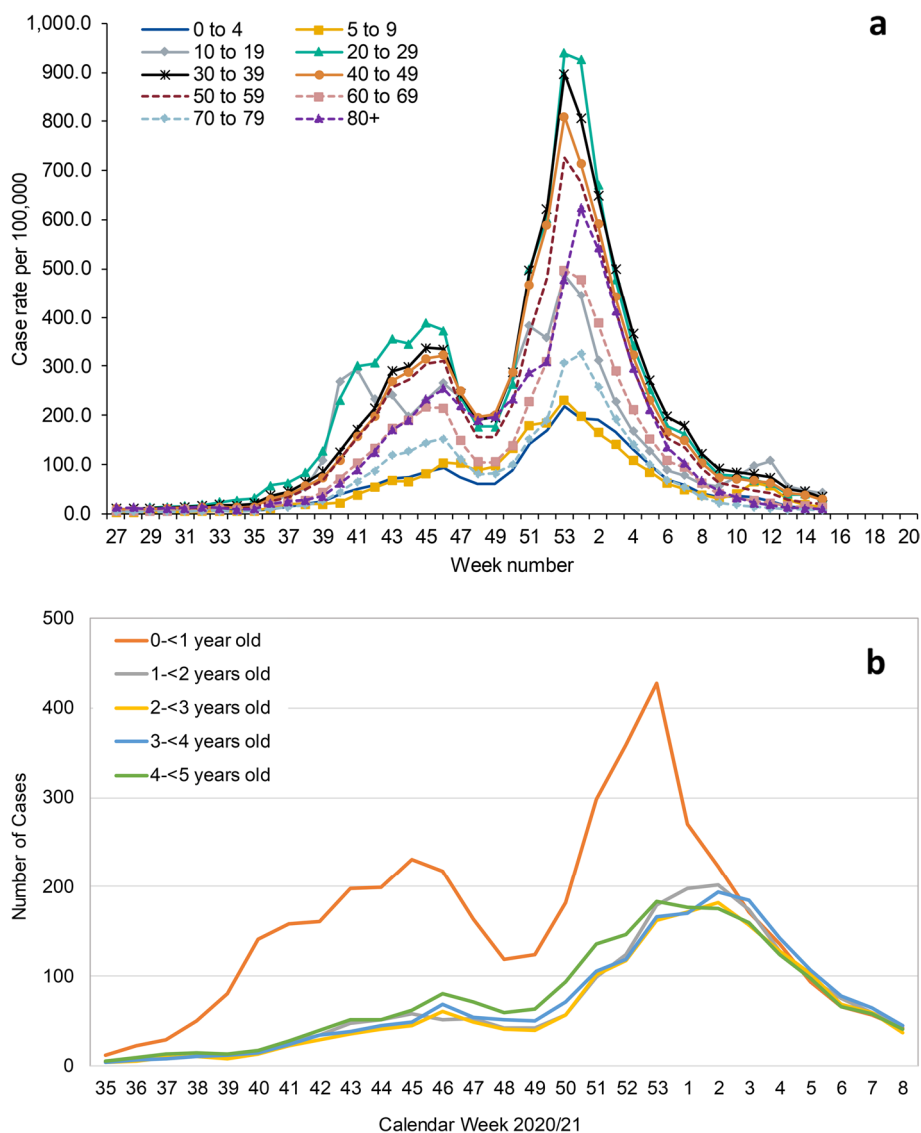 a
1,000.0
900.0
800.0
700.0
600.0
500.0
400.0
300.0
200.0
100.0
0.0
Case rate per 100,000
0 to 4 5 to 9
10 to 19 20 to 29
30 to 39 40 to 49
50 to 59 60 to 69
70 to 79 80+
27 29 31 33 35 37 39 41 43 45 47 49 51 53 2 4 6 8 10 12 14 16 18 20
Week number
b
500
400
300
200
100
0
Number of Cases
0-<1 year old
1-<2 years old
2-<3 years old
3-<4 years old
4-<5 years old
35 36 37 38 39 40 41 42 43 44 45 46 47 48 49 50 51 52 53 1 2 3 4 5 6 7 8
Calendar Week 2020/21